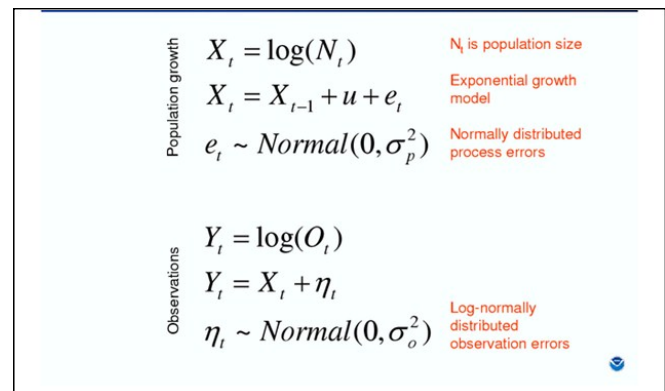 Population growth
X_t = log(N_t)
N_t is population size
X_t = X_{t-1} + u + e_t
Exponential growth
model
e_t ~ Normal(0, σ_p^2)
Normally distributed
process errors
Observations
Y_t = log(O_t)
Y_t = X_t + η_t
η_t ~ Normal(0, σ_o^2)
Log-normally
distributed
observation errors